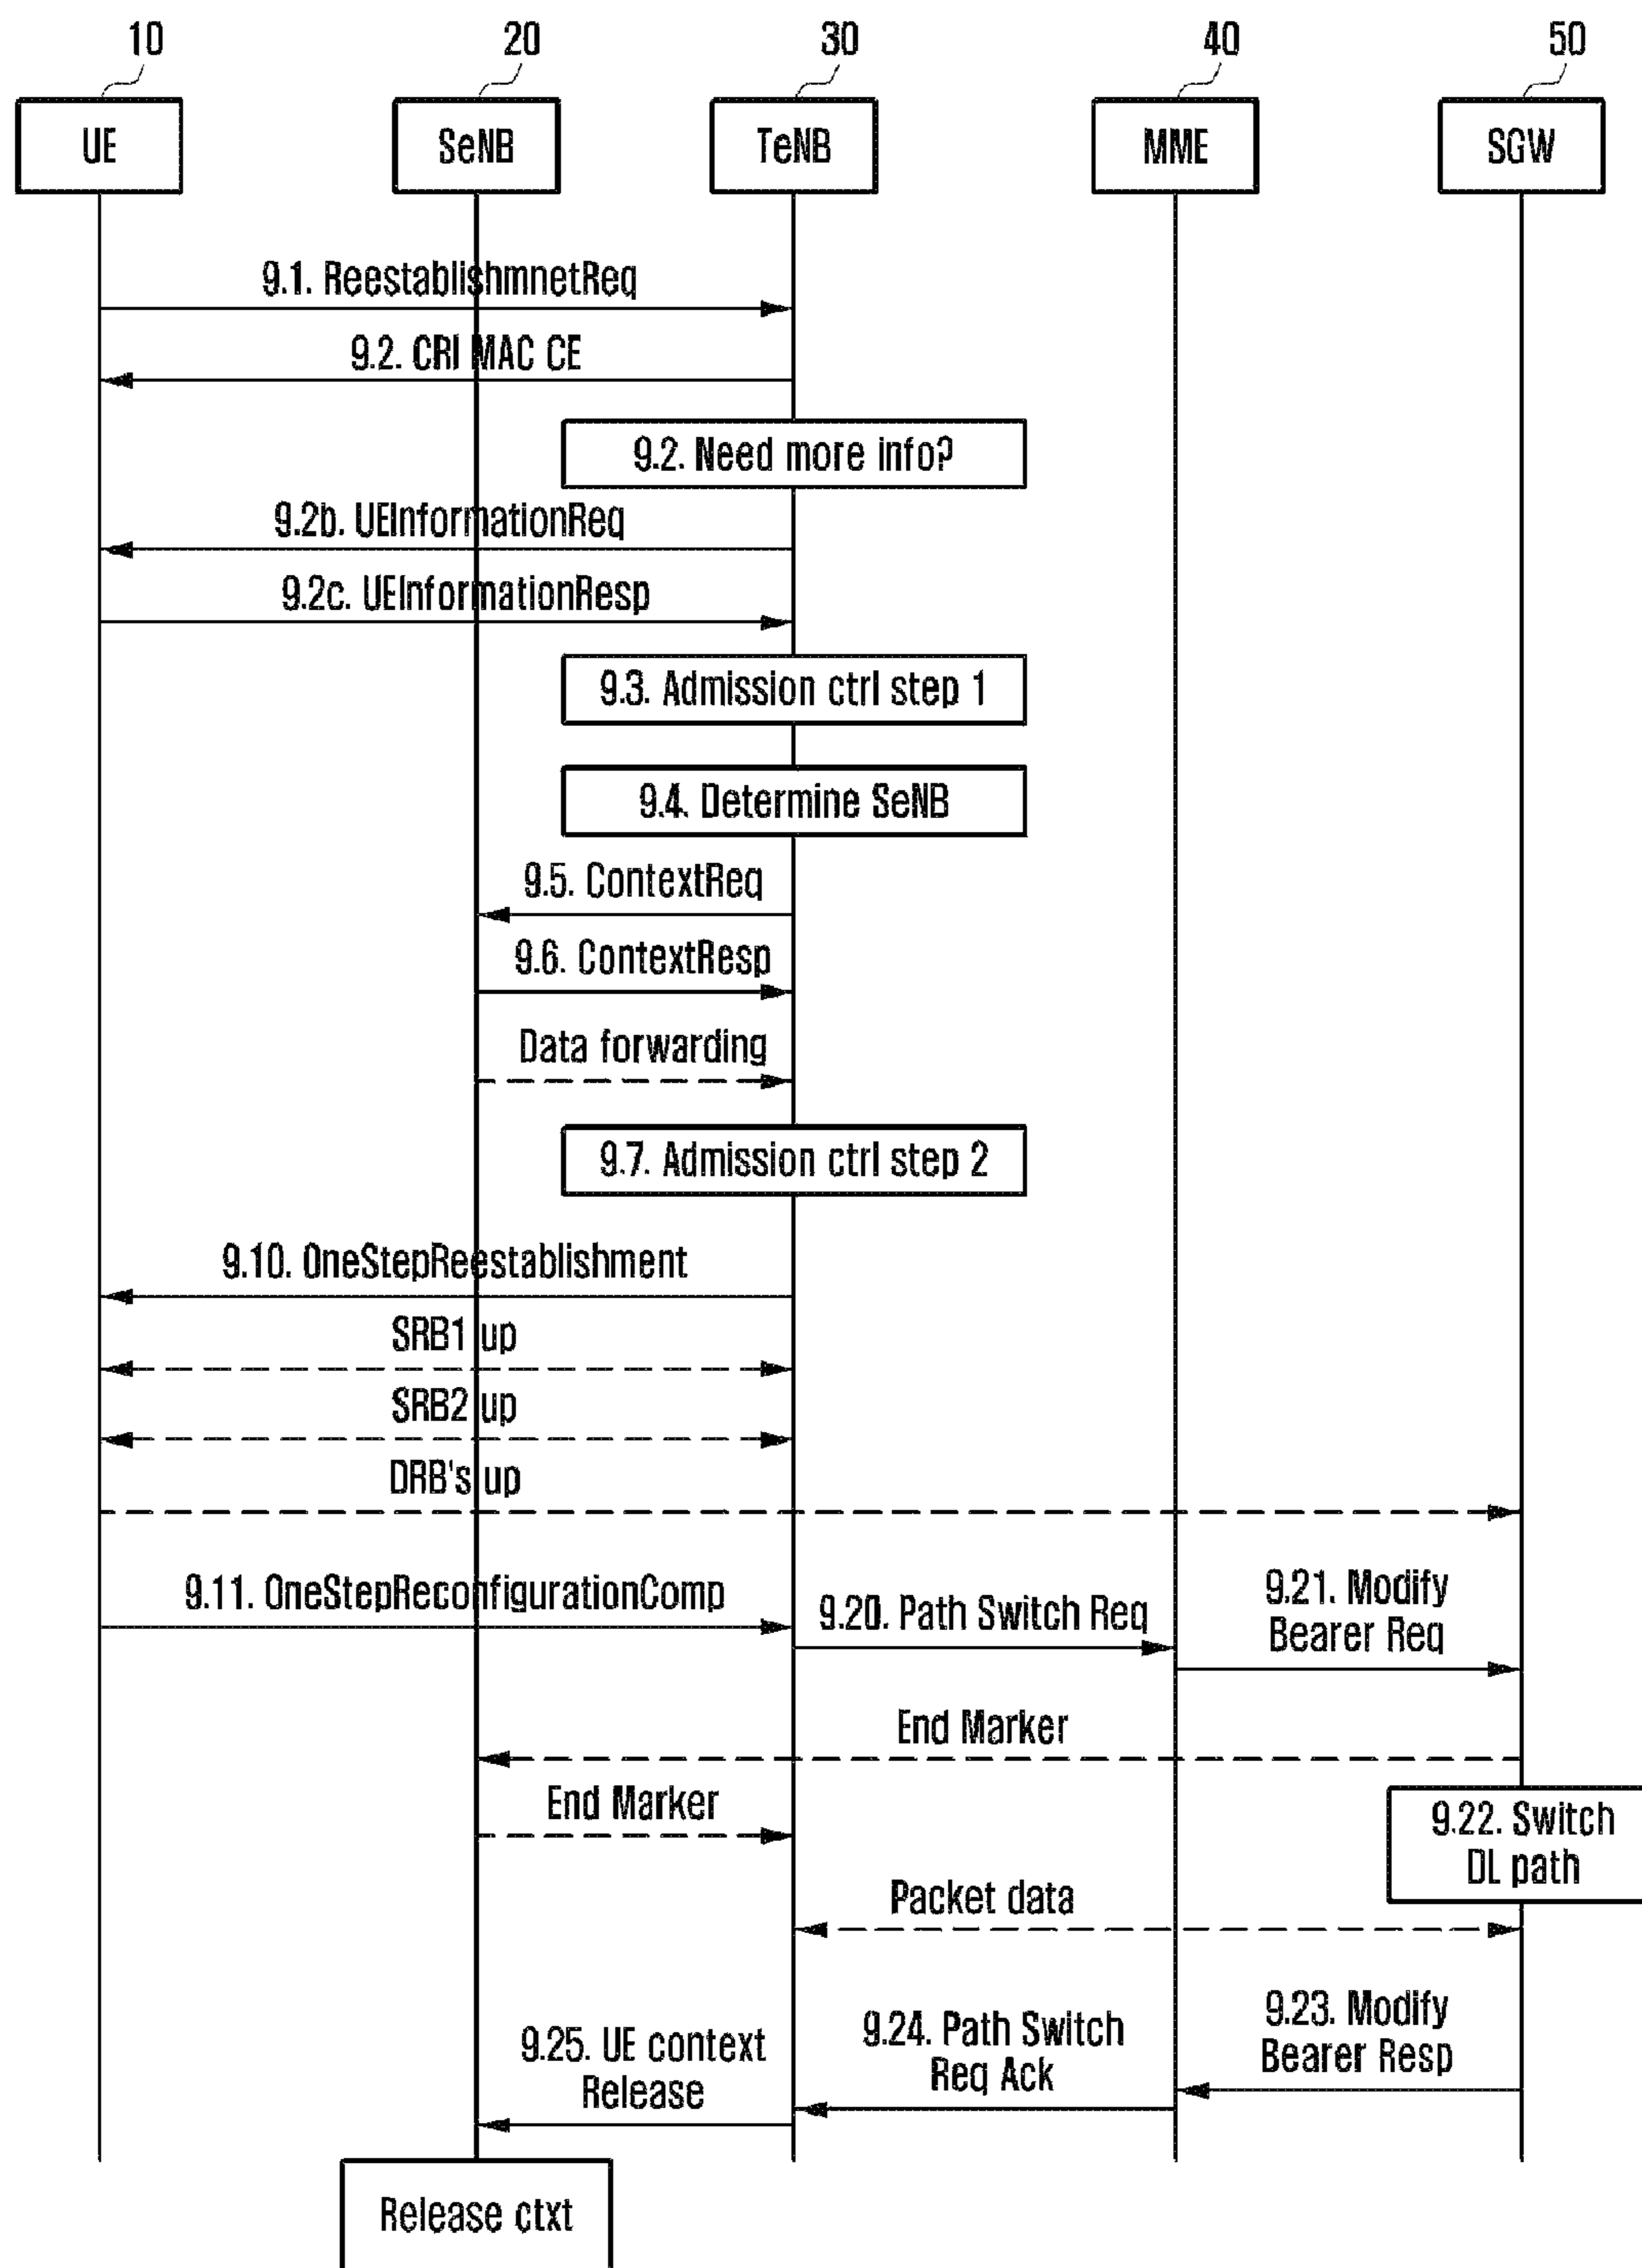 10
20
30
40
50
UE
SeNB
TeNB
MME
SGW
9.1. ReestablishmnetReq
9.2. CRI MAC CE
9.2. Need more info?
9.2b. UEInformationReq
9.2c. UEInformationResp
9.3. Admission ctrl step 1
9.4. Determine SeNB
9.5. ContextReq
9.6. ContextResp
Data forwarding
9.7. Admission ctrl step 2
9.10. OneStepReestablishment
SRB1 up
SRB2 up
DRB's up
9.11. OneStepReconfigurationComp
9.20. Path Switch Req
9.21. Modify
Bearer Req
End Marker
End Marker
9.22. Switch
DL path
Packet data
9.23. Modify
Bearer Resp
9.24. Path Switch
Req Ack
9.25. UE context
Release
Release ctxt